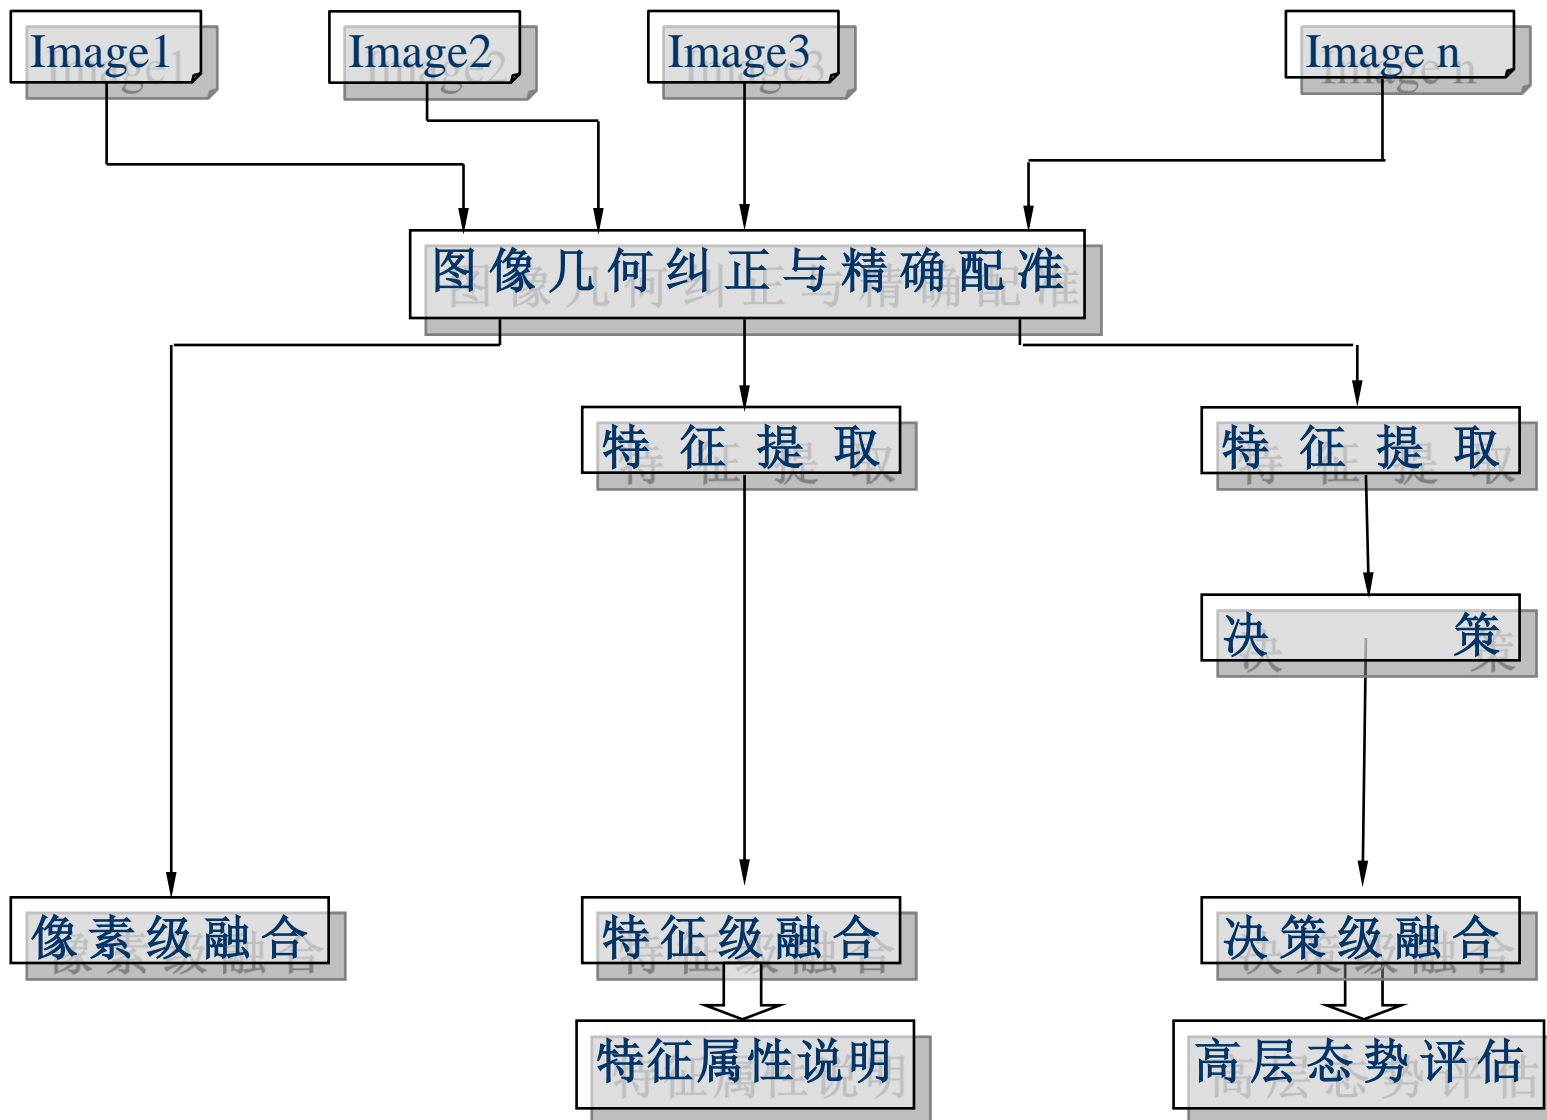 Image1
Image2
Image3
Image n
图像几何纠正与精确配准
特征提取
特征提取
决策
像素级融合
特征级融合
决策级融合
特征属性说明
高层态势评估